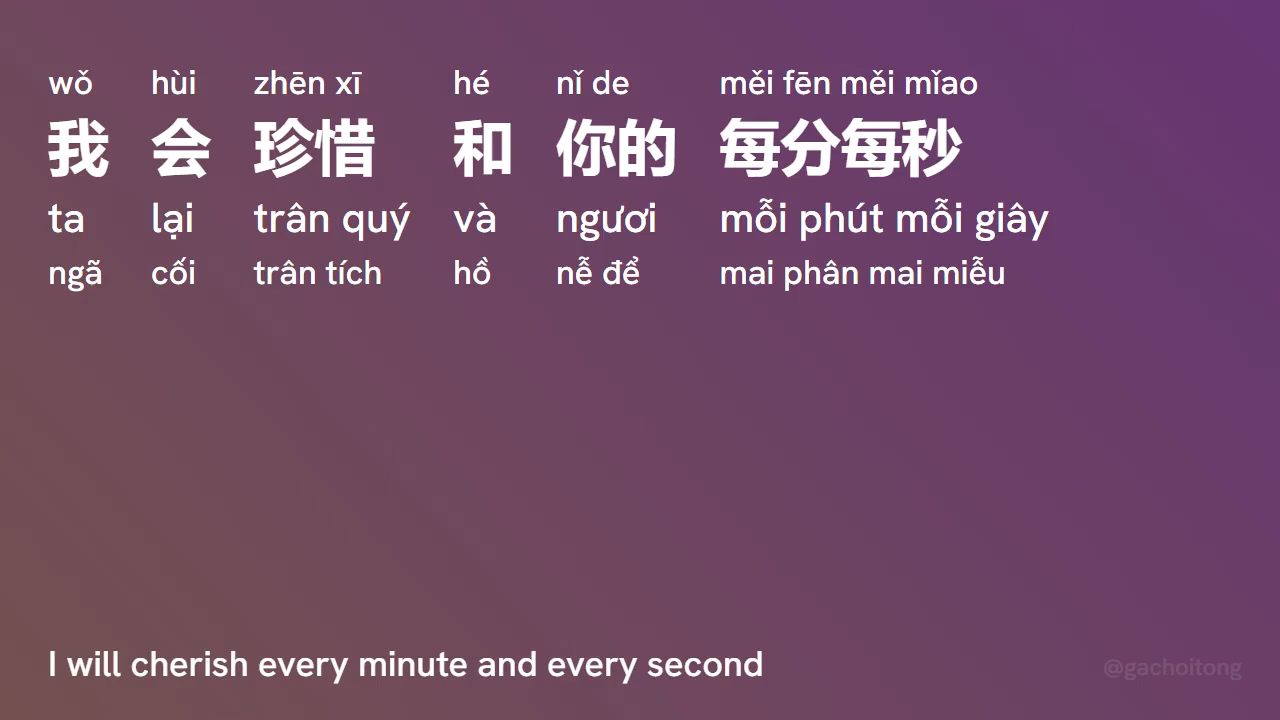 wǒ hùi zhēn xī hé nǐ de měi fēn měi mǐao
我 会 珍惜 和 你的 每分每秒
ta lại trân quý và ngươi mỗi phút mỗi giây
ngã cối trân tích hồ nễ để mai phân mai miễu
I will cherish every minute and every second
@gachoitong